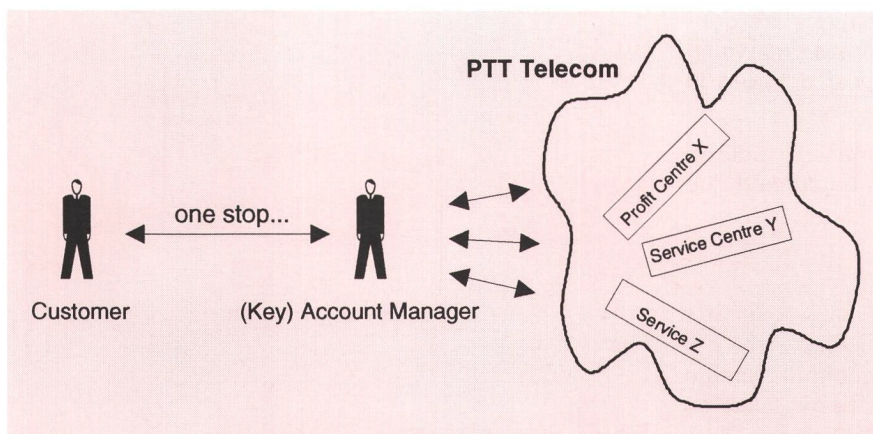 PTT Telecom
Profit Centre X
one stop...
Service Centre Y
Customer
(Key) Account Manager
Service Z